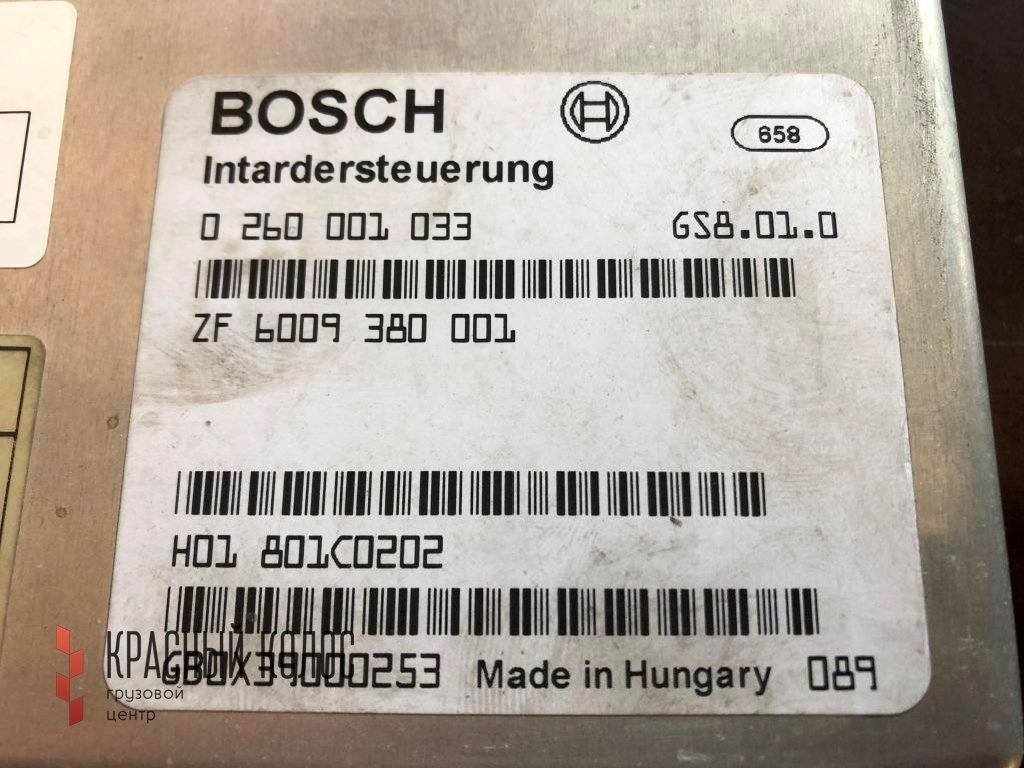 BOSCH
658
Intardersteuerung
0 260 001 033 GS8.01.0
ZF 6009 380 001
H01 801C0202
GB0X39000253 Made in Hungary 089
КРАСНЫЙ КОЛОС
грузовой
центр